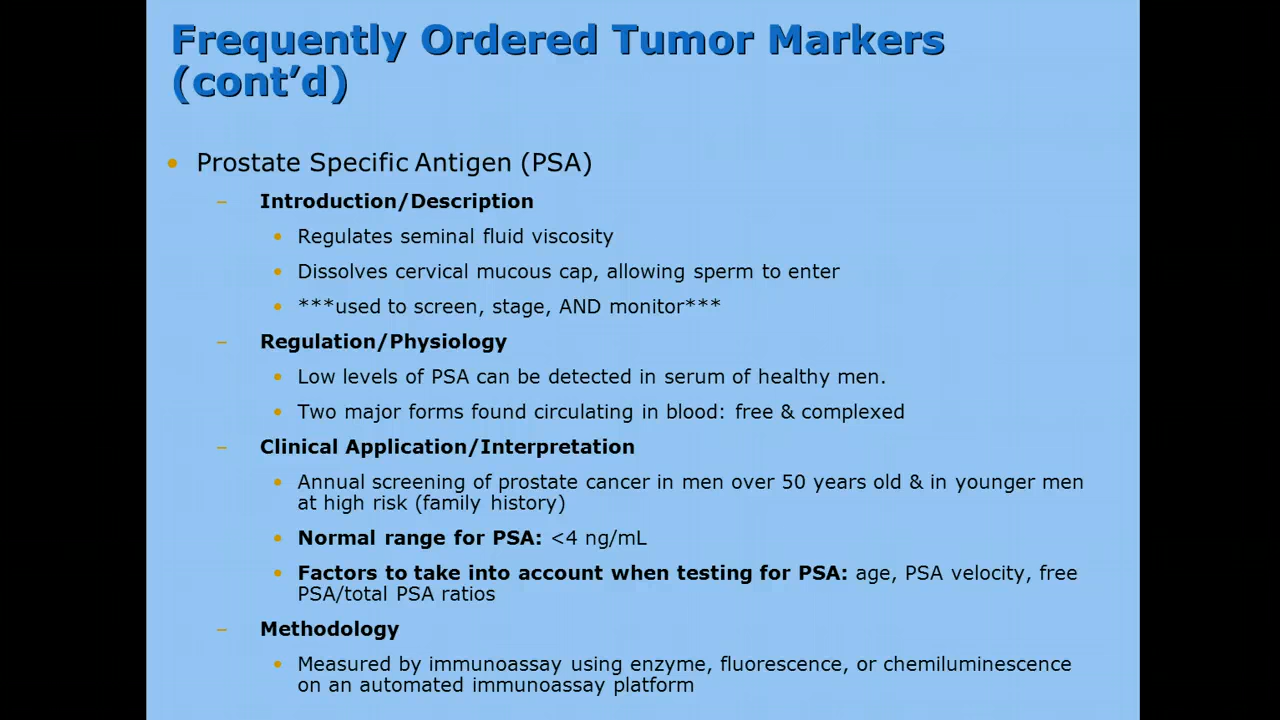 Frequently Ordered Tumor Markers
(cont’d)
• Prostate Specific Antigen (PSA)
– Introduction/Description
• Regulates seminal fluid viscosity
• Dissolves cervical mucous cap, allowing sperm to enter
• ***used to screen, stage, AND monitor***
– Regulation/Physiology
• Low levels of PSA can be detected in serum of healthy men.
• Two major forms found circulating in blood: free & complexed
– Clinical Application/Interpretation
• Annual screening of prostate cancer in men over 50 years old & in younger men
at high risk (family history)
• Normal range for PSA: <4 ng/mL
• Factors to take into account when testing for PSA: age, PSA velocity, free
PSA/total PSA ratios
– Methodology
• Measured by immunoassay using enzyme, fluorescence, or chemiluminescence
on an automated immunoassay platform